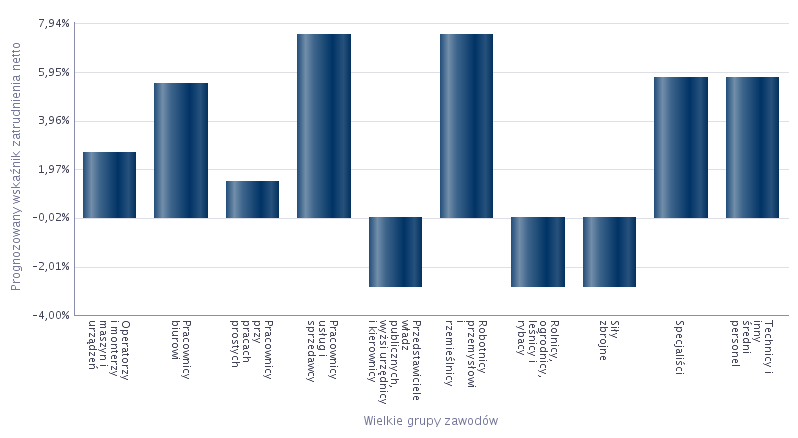 7,94%
5,95%
3,96%
1,97%
-0,02%
-2,01%
-4,00%
Prognozowany wskaźnik zatrudnienia netto
Operatorzy
i monterzy
maszyn i
urządzeń
Pracownicy
biurowi
Pracownicy
przy
pracach
prostych
Pracownicy
usług i
sprzedawcy
Przedstawiciele
władz
publicznych,
wyżsi urzędnicy
i kierownicy
Robotnicy
przemysłowi
i
rzemieślnicy
Rolnicy,
ogrodnicy,
leśnicy i
rybacy
Siły
zbrojne
Specjaliści
Technicy i
inny
średni
personel
Wielkie grupy zawodów